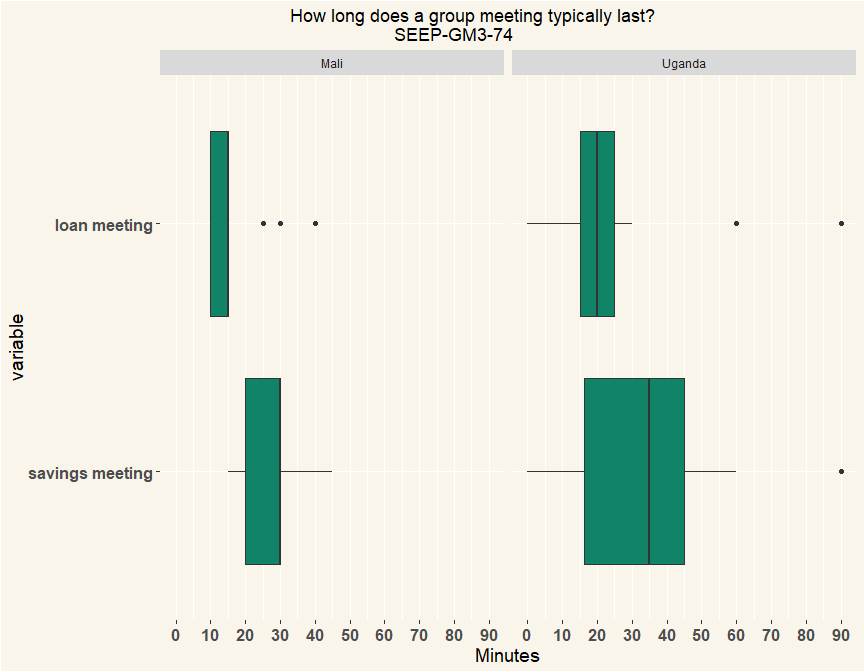 How long does a group meeting typically last?
SEEP-GM3-74
Mali
Uganda
loan meeting
savings meeting
variable
0 10 20 30 40 50 60 70 80 90
0 10 20 30 40 50 60 70 80 90
Minutes